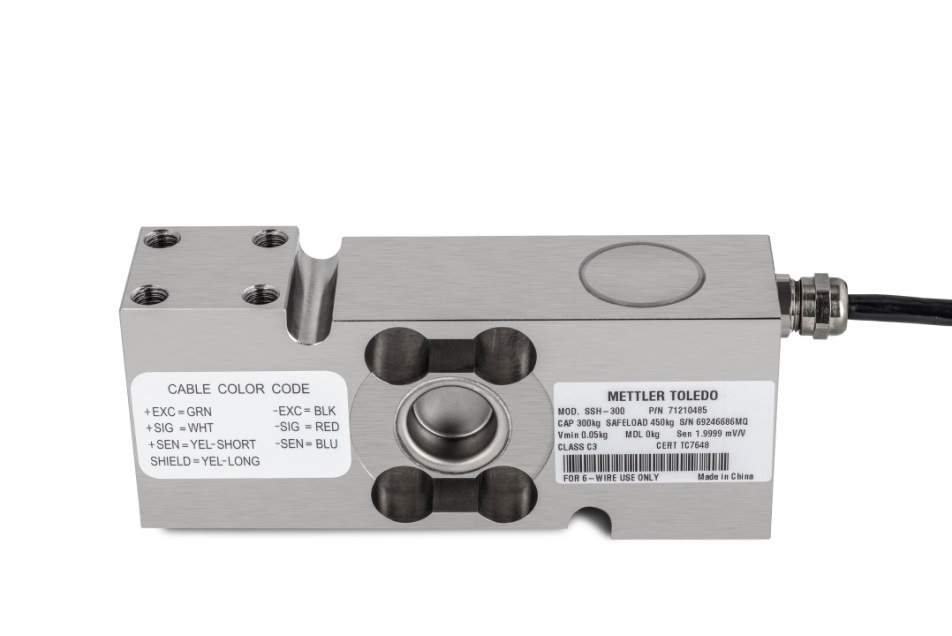 CABLE COLOR CODE
+EXC=GRN -EXC=BLK
+SIG =WHT -SIG =RED
+SEN=YEL-SHORT -SEN=BLU
SHIELD=YEL-LONG
METTLER TOLEDO
MOD. SSH-300 P/N 71210485
CAP 300kg SAFELOAD 450kg S/N 69246686MQ
Vmin 0.05kg MDL 0kg Sen 1.9999 mV/V
CLASS C3 CERT TC7648
FOR 6-WIRE USE ONLY Made in China